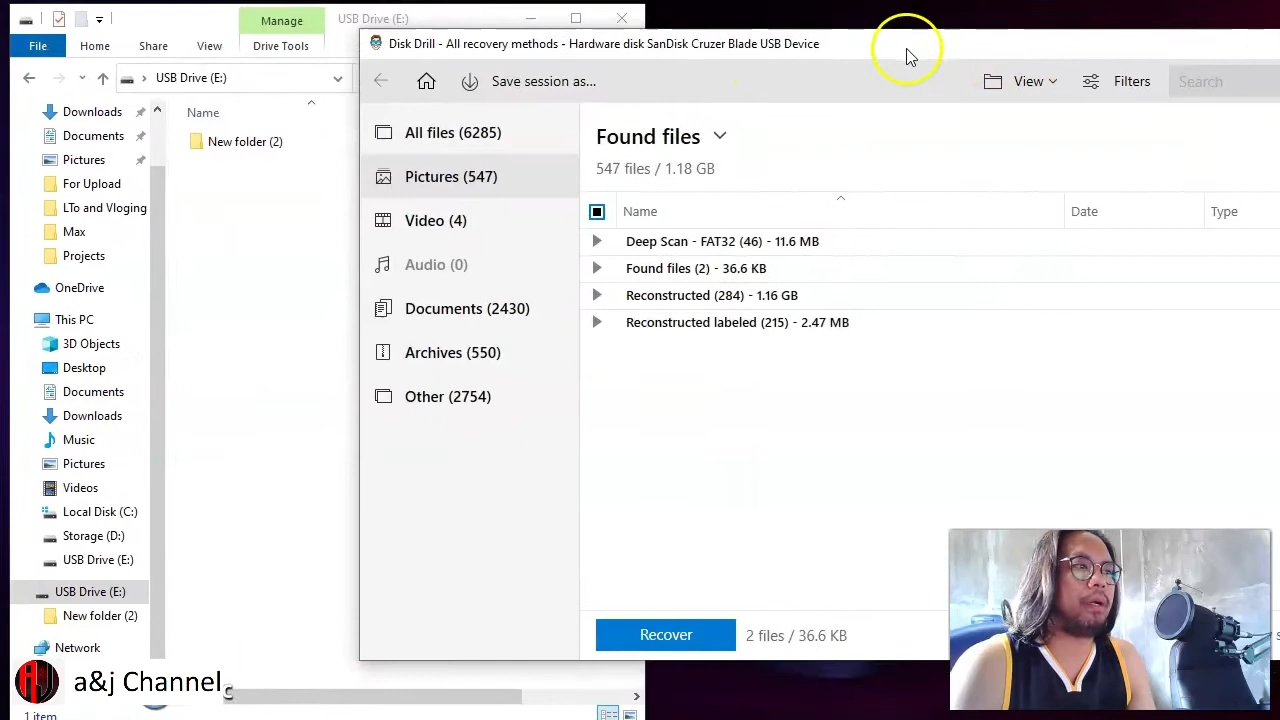 Manage
USB Drive (E:)
File
Home
Share
View
Drive Tools
USB Drive (E:)
Downloads
Documents
Pictures
For Upload
LTo and Vloging
Max
Projects
OneDrive
This PC
3D Objects
Desktop
Documents
Downloads
Music
Pictures
Videos
Local Disk (C:)
Storage (D:)
USB Drive (E:)
USB Drive (E:)
New folder (2)
Network
Name
New folder (2)
1 item
Disk Drill - All recovery methods - Hardware disk SanDisk Cruzer Blade USB Device
Save session as...
View
Filters
Search
All files (6285)
Pictures (547)
Video (4)
Audio (0)
Documents (2430)
Archives (550)
Other (2754)
Found files
547 files / 1.18 GB
Name
Date
Type
Deep Scan - FAT32 (46) - 11.6 MB
Found files (2) - 36.6 KB
Reconstructed (284) - 1.16 GB
Reconstructed labeled (215) - 2.47 MB
Recover
2 files / 36.6 KB
a&j Channel